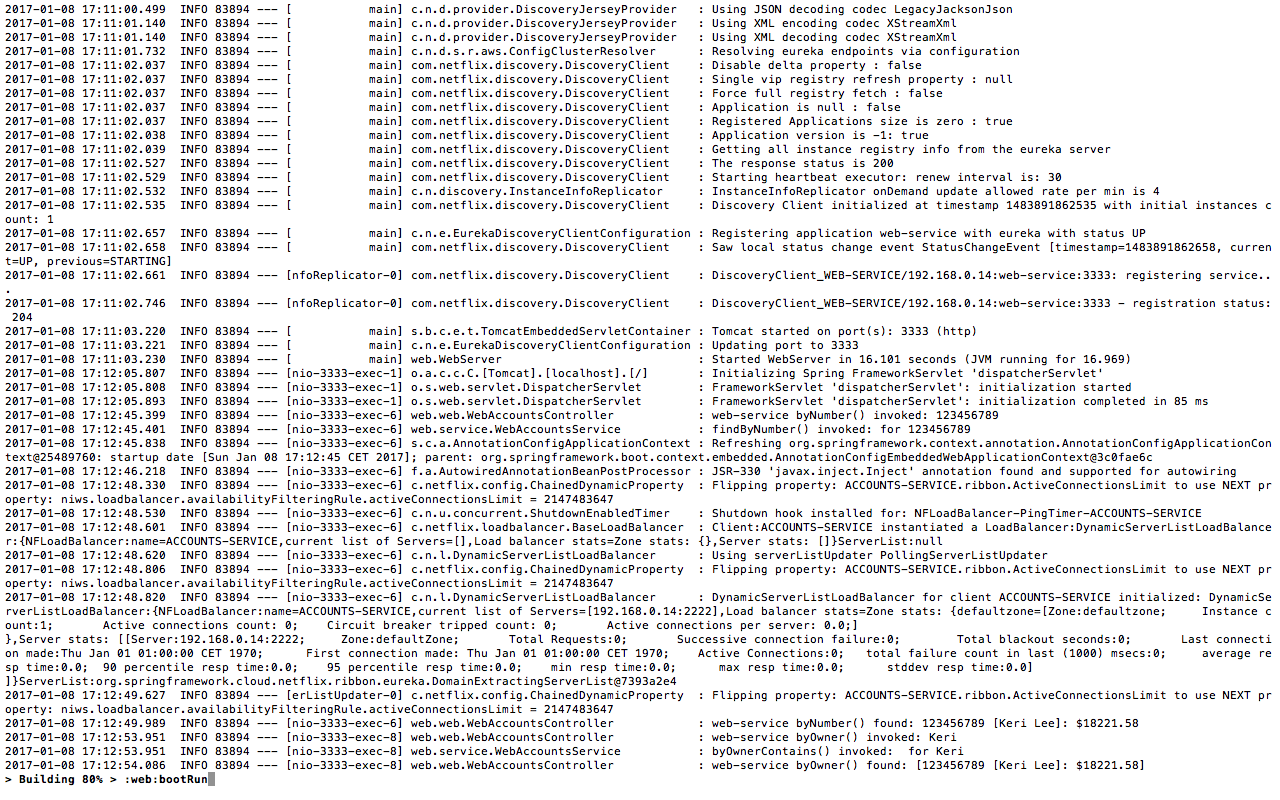 2017-01-08 17:11:00.499  INFO 83894 --- [           main] c.n.d.provider.DiscoveryJerseyProvider   : Using JSON decoding codec LegacyJacksonJson
2017-01-08 17:11:01.140  INFO 83894 --- [           main] c.n.d.provider.DiscoveryJerseyProvider   : Using XML encoding codec XStreamXml
2017-01-08 17:11:01.140  INFO 83894 --- [           main] c.n.d.provider.DiscoveryJerseyProvider   : Using XML decoding codec XStreamXml
2017-01-08 17:11:01.732  INFO 83894 --- [           main] c.n.d.s.r.aws.ConfigClusterResolver      : Resolving eureka endpoints via configuration
2017-01-08 17:11:02.037  INFO 83894 --- [           main] com.netflix.discovery.DiscoveryClient    : Disable delta property : false
2017-01-08 17:11:02.037  INFO 83894 --- [           main] com.netflix.discovery.DiscoveryClient    : Single vip registry refresh property : null
2017-01-08 17:11:02.037  INFO 83894 --- [           main] com.netflix.discovery.DiscoveryClient    : Force full registry fetch : false
2017-01-08 17:11:02.037  INFO 83894 --- [           main] com.netflix.discovery.DiscoveryClient    : Application is null : false
2017-01-08 17:11:02.037  INFO 83894 --- [           main] com.netflix.discovery.DiscoveryClient    : Registered Applications size is zero : true
2017-01-08 17:11:02.038  INFO 83894 --- [           main] com.netflix.discovery.DiscoveryClient    : Application version is -1: true
2017-01-08 17:11:02.039  INFO 83894 --- [           main] com.netflix.discovery.DiscoveryClient    : Getting all instance registry info from the eureka server
2017-01-08 17:11:02.527  INFO 83894 --- [           main] com.netflix.discovery.DiscoveryClient    : The response status is 200
2017-01-08 17:11:02.529  INFO 83894 --- [           main] com.netflix.discovery.DiscoveryClient    : Starting heartbeat executor: renew interval is: 30
2017-01-08 17:11:02.532  INFO 83894 --- [           main] c.n.discovery.InstanceInfoReplicator     : InstanceInfoReplicator onDemand update allowed rate per min is 4
2017-01-08 17:11:02.535  INFO 83894 --- [           main] com.netflix.discovery.DiscoveryClient    : Discovery Client initialized at timestamp 1483891862535 with initial instances c
ount: 1
2017-01-08 17:11:02.657  INFO 83894 --- [           main] c.n.e.EurekaDiscoveryClientConfiguration : Registering application web-service with eureka with status UP
2017-01-08 17:11:02.658  INFO 83894 --- [           main] com.netflix.discovery.DiscoveryClient    : Saw local status change event StatusChangeEvent [timestamp=1483891862658, curren
t=UP, previous=STARTING]
2017-01-08 17:11:02.661  INFO 83894 --- [nfoReplicator-0] com.netflix.discovery.DiscoveryClient    : DiscoveryClient_WEB-SERVICE/192.168.0.14:web-service:3333: registering service..
.
2017-01-08 17:11:02.746  INFO 83894 --- [nfoReplicator-0] com.netflix.discovery.DiscoveryClient    : DiscoveryClient_WEB-SERVICE/192.168.0.14:web-service:3333 - registration status:
 204
2017-01-08 17:11:03.220  INFO 83894 --- [           main] s.b.c.e.t.TomcatEmbeddedServletContainer : Tomcat started on port(s): 3333 (http)
2017-01-08 17:11:03.221  INFO 83894 --- [           main] c.n.e.EurekaDiscoveryClientConfiguration : Updating port to 3333
2017-01-08 17:11:03.230  INFO 83894 --- [           main] web.WebServer                            : Started WebServer in 16.101 seconds (JVM running for 16.969)
2017-01-08 17:12:05.807  INFO 83894 --- [nio-3333-exec-1] o.a.c.c.C.[Tomcat].[localhost].[/]       : Initializing Spring FrameworkServlet 'dispatcherServlet'
2017-01-08 17:12:05.808  INFO 83894 --- [nio-3333-exec-1] o.s.web.servlet.DispatcherServlet        : FrameworkServlet 'dispatcherServlet': initialization started
2017-01-08 17:12:05.893  INFO 83894 --- [nio-3333-exec-1] o.s.web.servlet.DispatcherServlet        : FrameworkServlet 'dispatcherServlet': initialization completed in 85 ms
2017-01-08 17:12:45.399  INFO 83894 --- [nio-3333-exec-6] web.web.WebAccountsController            : web-service byNumber() invoked: 123456789
2017-01-08 17:12:45.401  INFO 83894 --- [nio-3333-exec-6] web.service.WebAccountsService           : findByNumber() invoked: for 123456789
2017-01-08 17:12:45.838  INFO 83894 --- [nio-3333-exec-6] s.c.a.AnnotationConfigApplicationContext : Refreshing org.springframework.context.annotation.AnnotationConfigApplicationCon
text@25489760: startup date [Sun Jan 08 17:12:45 CET 2017]; parent: org.springframework.boot.context.embedded.AnnotationConfigEmbeddedWebApplicationContext@3c0fae6c
2017-01-08 17:12:46.218  INFO 83894 --- [nio-3333-exec-6] f.a.AutowiredAnnotationBeanPostProcessor : JSR-330 'javax.inject.Inject' annotation found and supported for autowiring
2017-01-08 17:12:48.330  INFO 83894 --- [nio-3333-exec-6] c.netflix.config.ChainedDynamicProperty  : Flipping property: ACCOUNTS-SERVICE.ribbon.ActiveConnectionsLimit to use NEXT pr
operty: niws.loadbalancer.availabilityFilteringRule.activeConnectionsLimit = 2147483647
2017-01-08 17:12:48.530  INFO 83894 --- [nio-3333-exec-6] c.n.u.concurrent.ShutdownEnabledTimer    : Shutdown hook installed for: NFLoadBalancer-PingTimer-ACCOUNTS-SERVICE
2017-01-08 17:12:48.601  INFO 83894 --- [nio-3333-exec-6] c.netflix.loadbalancer.BaseLoadBalancer  : Client:ACCOUNTS-SERVICE instantiated a LoadBalancer:DynamicServerListLoadBalance
r:{NFLoadBalancer:name=ACCOUNTS-SERVICE,current list of Servers=[],Load balancer stats=Zone stats: {},Server stats: []}ServerList:null
2017-01-08 17:12:48.620  INFO 83894 --- [nio-3333-exec-6] c.n.l.DynamicServerListLoadBalancer      : Using serverListUpdater PollingServerListUpdater
2017-01-08 17:12:48.806  INFO 83894 --- [nio-3333-exec-6] c.netflix.config.ChainedDynamicProperty  : Flipping property: ACCOUNTS-SERVICE.ribbon.ActiveConnectionsLimit to use NEXT pr
operty: niws.loadbalancer.availabilityFilteringRule.activeConnectionsLimit = 2147483647
2017-01-08 17:12:48.820  INFO 83894 --- [nio-3333-exec-6] c.n.l.DynamicServerListLoadBalancer      : DynamicServerListLoadBalancer for client ACCOUNTS-SERVICE initialized: DynamicSe
rverListLoadBalancer:{NFLoadBalancer:name=ACCOUNTS-SERVICE,current list of Servers=[192.168.0.14:2222],Load balancer stats=Zone stats: {defaultzone=[Zone:defaultzone;      Instance c
ount:1;       Active connections count: 0;    Circuit breaker tripped count: 0;       Active connections per server: 0.0;]
},Server stats: [[Server:192.168.0.14:2222;     Zone:defaultZone;       Total Requests:0;       Successive connection failure:0;        Total blackout seconds:0;       Last connecti
on made:Thu Jan 01 01:00:00 CET 1970;      First connection made: Thu Jan 01 01:00:00 CET 1970;    Active Connections:0;   total failure count in last (1000) msecs:0;     average re
sp time:0.0;  90 percentile resp time:0.0;    95 percentile resp time:0.0;    min resp time:0.0;      max resp time:0.0;      stddev resp time:0.0]
]}ServerList:org.springframework.cloud.netflix.ribbon.eureka.DomainExtractingServerList@7393a2e4
2017-01-08 17:12:49.627  INFO 83894 --- [erListUpdater-0] c.netflix.config.ChainedDynamicProperty  : Flipping property: ACCOUNTS-SERVICE.ribbon.ActiveConnectionsLimit to use NEXT pr
operty: niws.loadbalancer.availabilityFilteringRule.activeConnectionsLimit = 2147483647
2017-01-08 17:12:49.989  INFO 83894 --- [nio-3333-exec-6] web.web.WebAccountsController            : web-service byNumber() found: 123456789 [Keri Lee]: $18221.58
2017-01-08 17:12:53.951  INFO 83894 --- [nio-3333-exec-8] web.web.WebAccountsController            : web-service byOwner() invoked: Keri
2017-01-08 17:12:53.951  INFO 83894 --- [nio-3333-exec-8] web.service.WebAccountsService           : byOwnerContains() invoked:  for Keri
2017-01-08 17:12:54.086  INFO 83894 --- [nio-3333-exec-8] web.web.WebAccountsController            : web-service byOwner() found: [123456789 [Keri Lee]: $18221.58]
> Building 80% > :web:bootRun